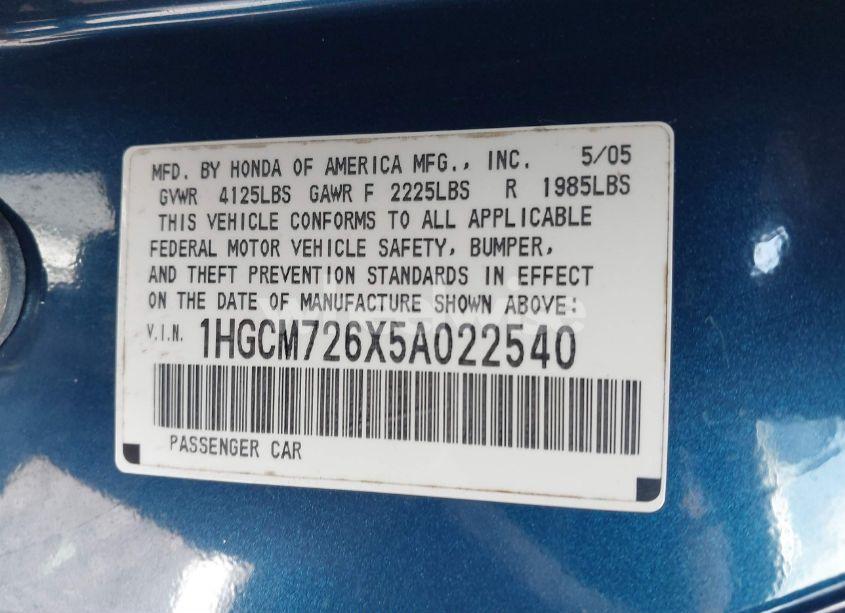 MFD. BY HONDA OF AMERICA MFG., INC. 5/05
GVWR 4125LBS GAWR F 2225LBS R 1985LBS
THIS VEHICLE CONFORMS TO ALL APPLICABLE
FEDERAL MOTOR VEHICLE SAFETY, BUMPER,
AND THEFT PREVENTION STANDARDS IN EFFECT
ON THE DATE OF MANUFACTURE SHOWN ABOVE:
V.I.N. 1HGCM726X5A022540
PASSENGER CAR